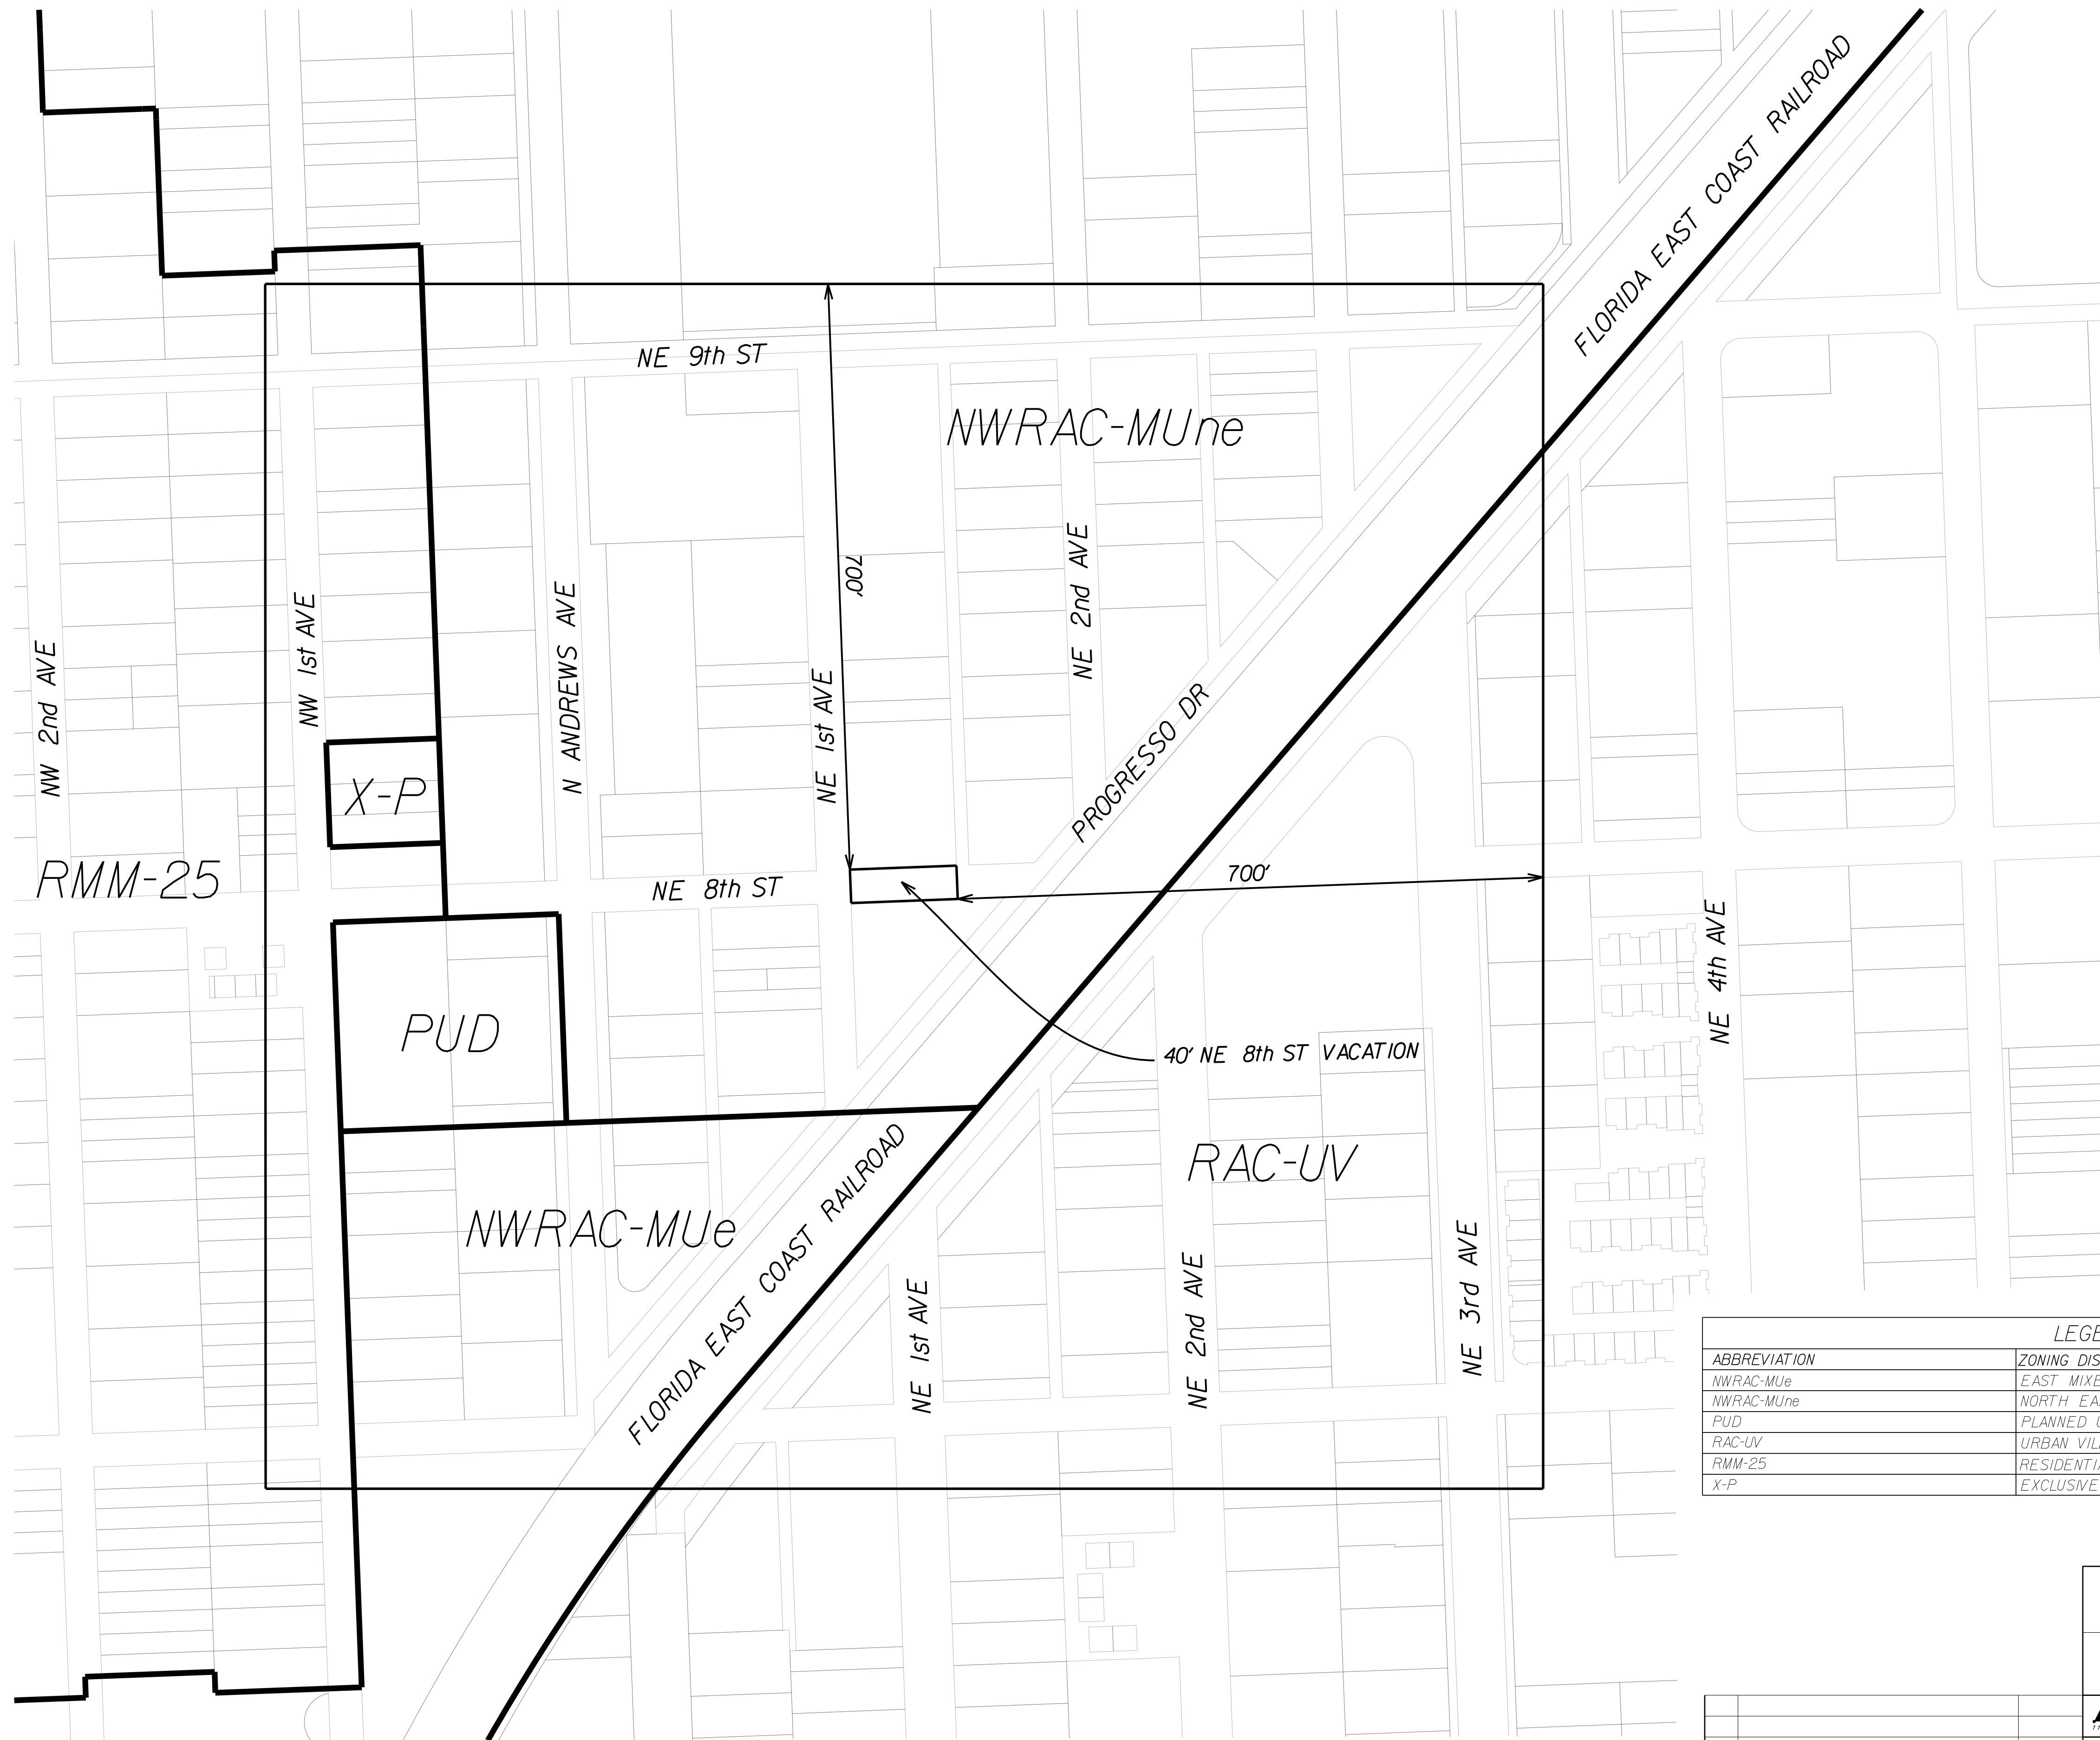 FLORIDA EAST COAST RAILROAD
NE 9th ST
NWRAC-MUne
700'
NE 2nd AVE
N ANDREWS AVE
NW 1st AVE
NW 2nd AVE
NE 1st AVE
PROGRESSO DR
X-P
RMM-25
NE 8th ST
700'
NE 4th AVE
PUD
40' NE 8th ST VACATION
RAC-UV
NWRAC-MUe
FLORIDA EAST COAST RAILROAD
NE 1st AVE
NE 2nd AVE
NE 3rd AVE
LEGE
ABBREVIATION ZONING DIS
NWRAC-MUe EAST MIXE
NWRAC-MUne NORTH EA
PUD PLANNED U
RAC-UV URBAN VIL
RMM-25 RESIDENTI
X-P EXCLUSIVE